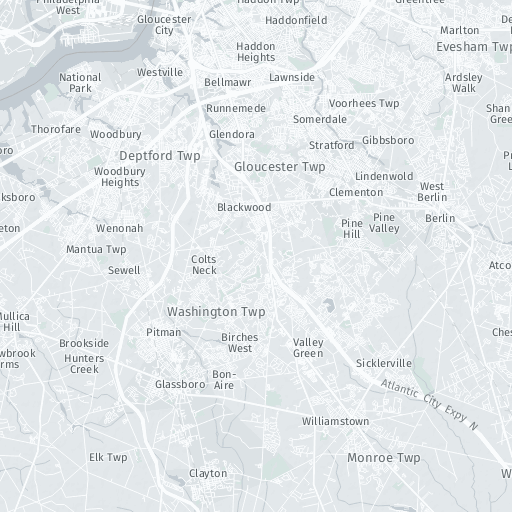 Philadelphia
West
Haddon Twp
Greentree
Gloucester
City
Haddonfield
Marlton
Evesham Twp
Haddon
Heights
National
Park
Westville
Bellmawr
Lawnside
Ardsley
Walk
Runnemede
Voorhees Twp
Somerdale
Thorofare
Woodbury
Glendora
Stratford
Gibbsboro
Deptford Twp
Gloucester Twp
Woodbury
Heights
Lindenwold
Clementon
West
Berlin
Blackwood
Berlin
Pine
Hill
Pine
Valley
Wenonah
Mantua Twp
Colts
Neck
Sewell
Washington Twp
Pitman
Birches
West
Valley
Green
Brookside
Hunters
Creek
Sicklerville
Bon-
Aire
Glassboro
Atlantic City Expy N
Williamstown
Elk Twp
Monroe Twp
Clayton